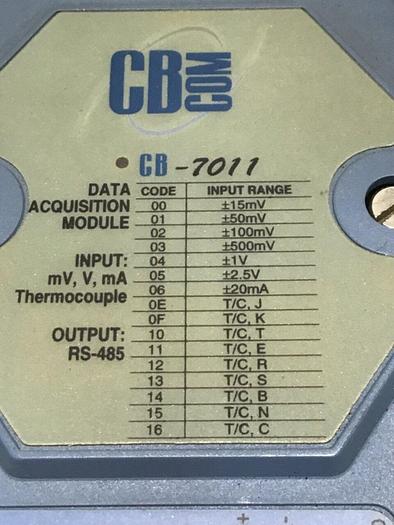 CB COM
CB-7011
DATA ACQUISITION MODULE
INPUT:
mV, V, mA
Thermocouple
OUTPUT:
RS-485
CODE INPUT RANGE
00 ±15mV
01 ±50mV
02 ±100mV
03 ±500mV
04 ±1V
05 ±2.5V
06 ±20mA
0E T/C, J
0F T/C, K
10 T/C, T
11 T/C, E
12 T/C, R
13 T/C, S
14 T/C, B
15 T/C, N
16 T/C, C